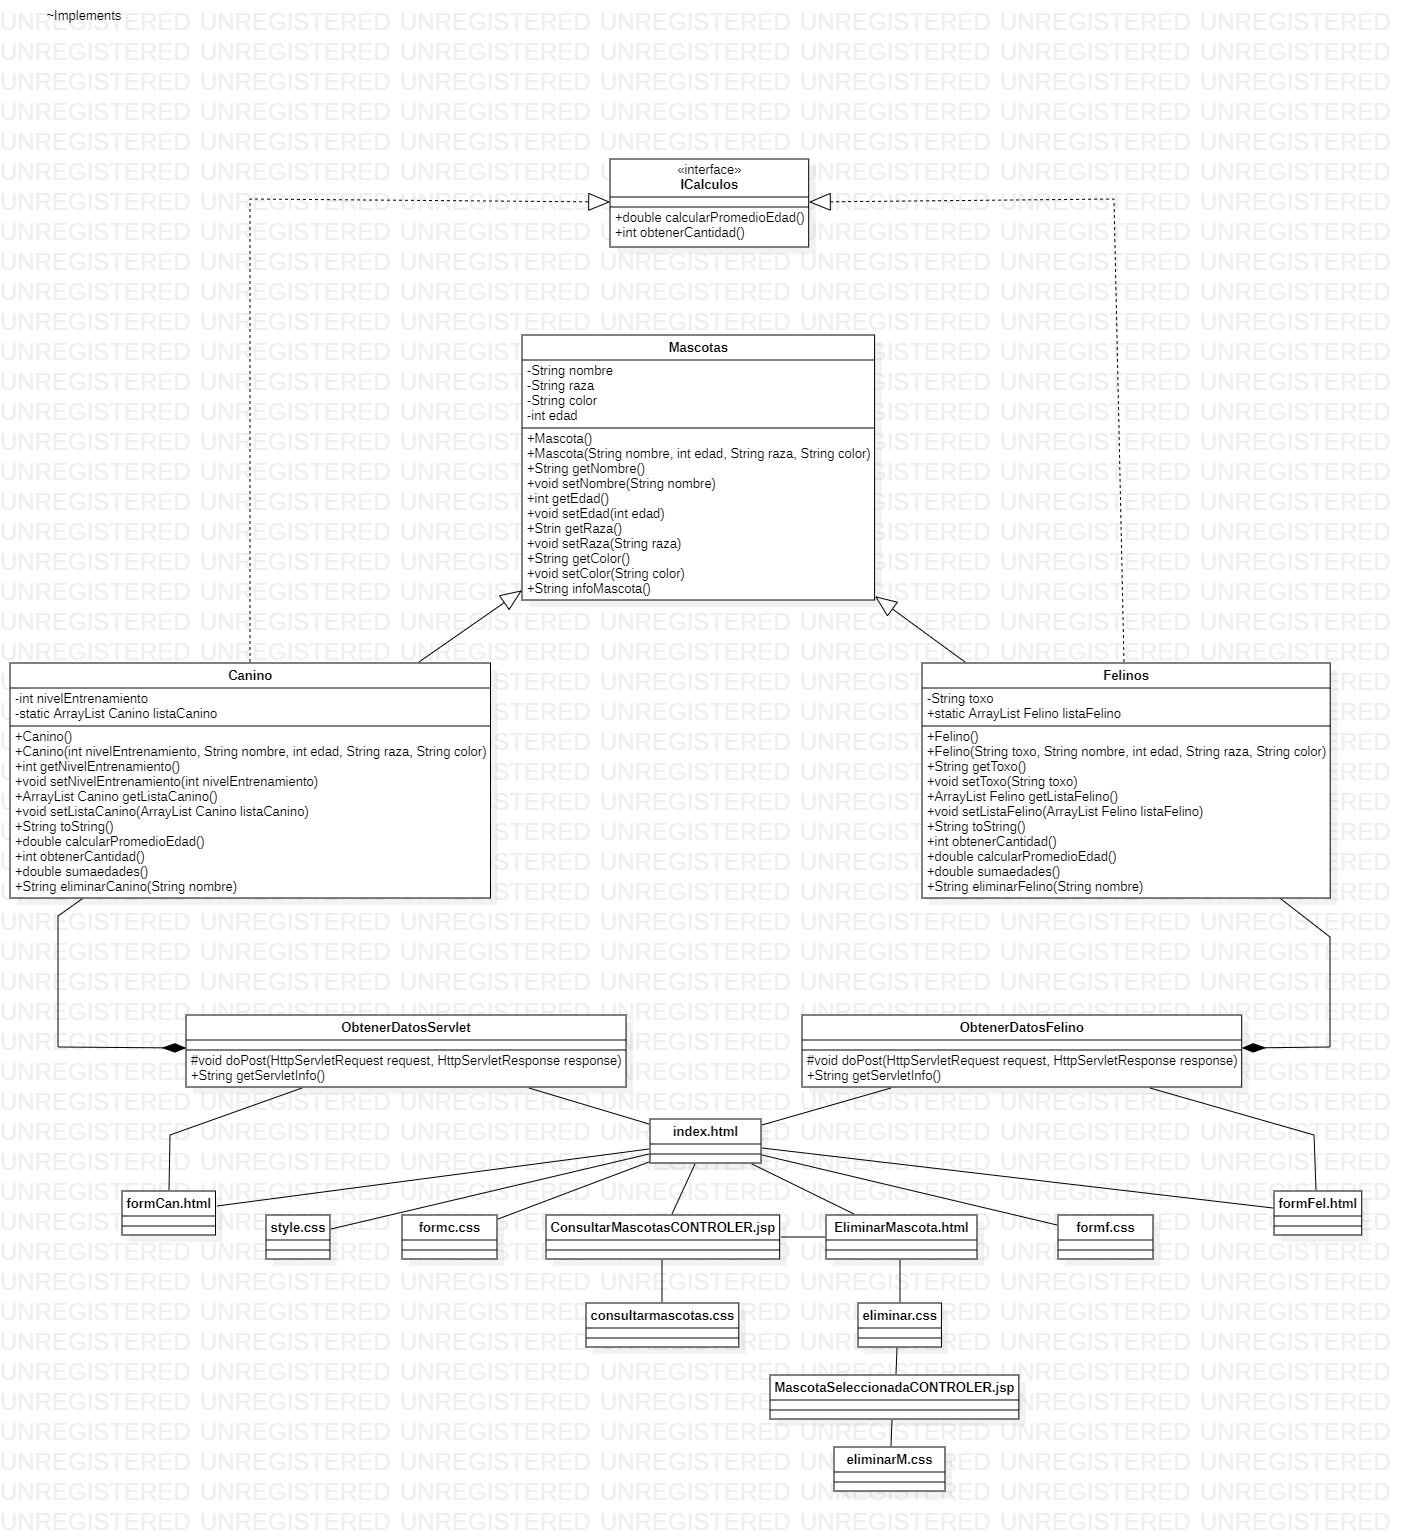 ~Implements
«interface»
ICalculos
+double calcularPromedioEdad()
+int obtenerCantidad()
Mascotas
-String nombre
-String raza
-String color
-int edad
+Mascota()
+Mascota(String nombre, int edad, String raza, String color)
+String getNombre()
+void setNombre(String nombre)
+int getEdad()
+void setEdad(int edad)
+Strin getRaza()
+void setRaza(String raza)
+String getColor()
+void setColor(String color)
+String infoMascota()
Canino
-int nivelEntrenamiento
-static ArrayList Canino listaCanino
+Canino()
+Canino(int nivelEntrenamiento, String nombre, int edad, String raza, String color)
+int getNivelEntrenamiento()
+void setNivelEntrenamiento(int nivelEntrenamiento)
+ArrayList Canino getListaCanino()
+void setListaCanino(ArrayList Canino listaCanino)
+String toString()
+double calcularPromedioEdad()
+int obtenerCantidad()
+double sumaedades()
+String eliminarCanino(String nombre)
Felinos
-String toxo
+static ArrayList Felino listaFelino
+Felino()
+Felino(String toxo, String nombre, int edad, String raza, String color)
+String getToxo()
+void setToxo(String toxo)
+ArrayList Felino getListaFelino()
+void setListaFelino(ArrayList Felino listaFelino)
+String toString()
+int obtenerCantidad()
+double calcularPromedioEdad()
+double sumaedades()
+String eliminarFelino(String nombre)
ObtenerDatosServlet
#void doPost(HttpServletRequest request, HttpServletResponse response)
+String getServletInfo()
ObtenerDatosFelino
#void doPost(HttpServletRequest request, HttpServletResponse response)
+String getServletInfo()
index.html
formCan.html
style.css
formc.css
ConsultarMascotasCONTROLER.jsp
EliminarMascota.html
formf.css
formFel.html
consultarmascotas.css
eliminar.css
MascotaSeleccionadaCONTROLER.jsp
eliminarM.css